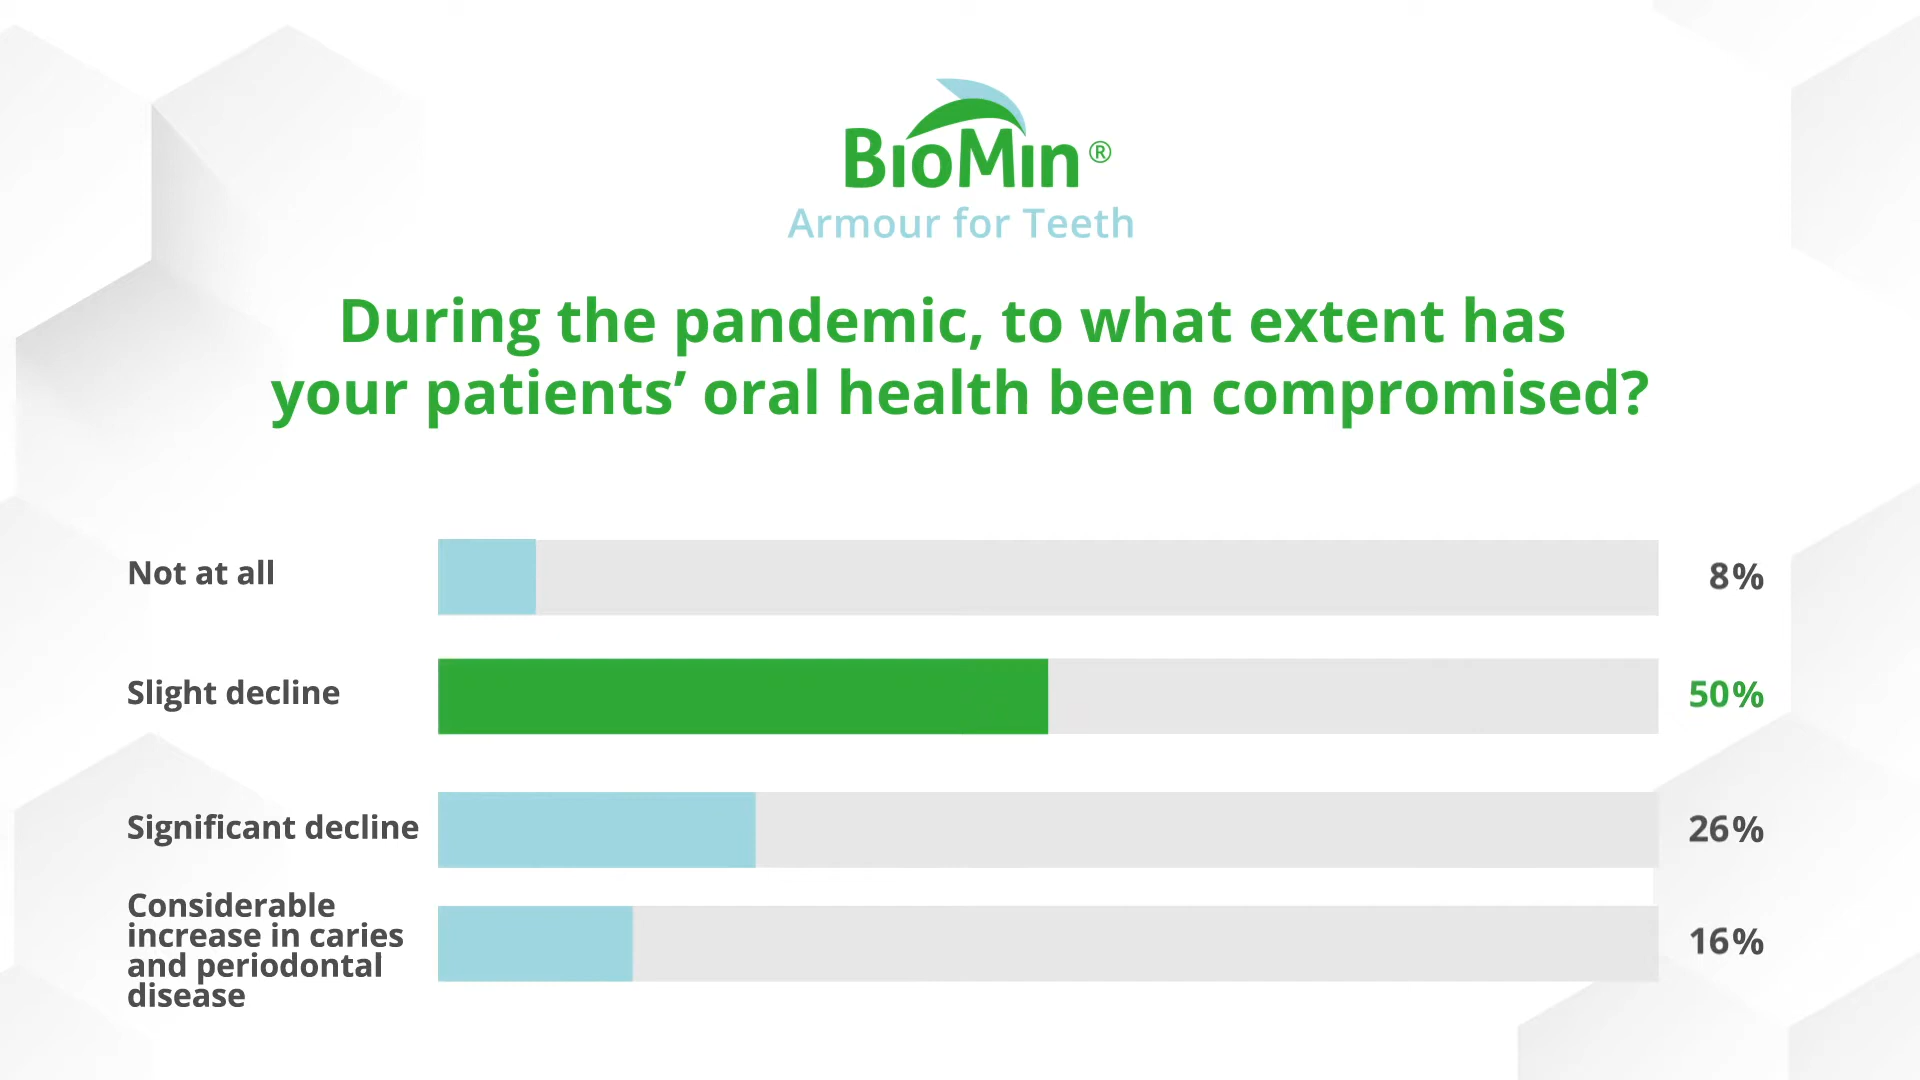 BioMin®
Armour for Teeth
During the pandemic, to what extent has
your patients’ oral health been compromised?
Not at all
8%
Slight decline
50%
Significant decline
26%
Considerable
increase in caries
and periodontal
disease
16%